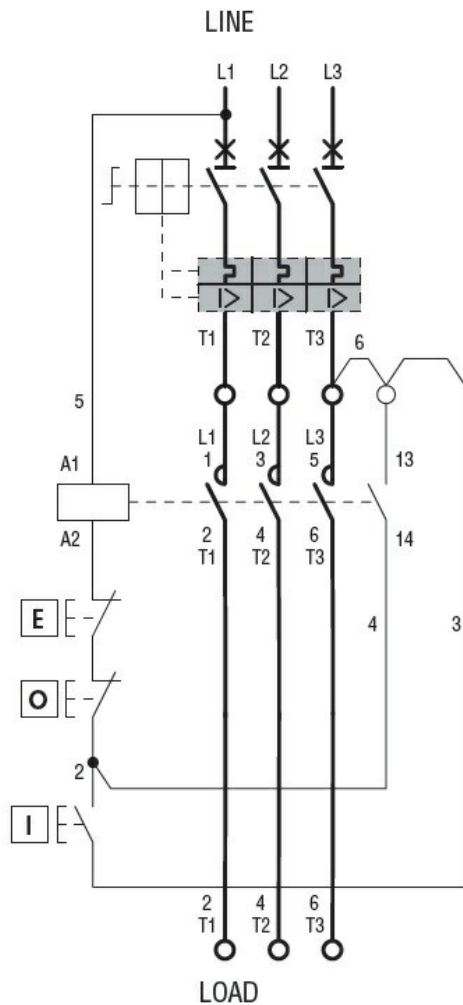 LINE
L1 L2 L3
I> I> I>
T1 T2 T3 6
5
L1 L2 L3
1 3 5 13
A1
A2
2 4 6 14
T1 T2 T3
E 4 3
O
2
I
2 4 6
T1 T2 T3
LOAD